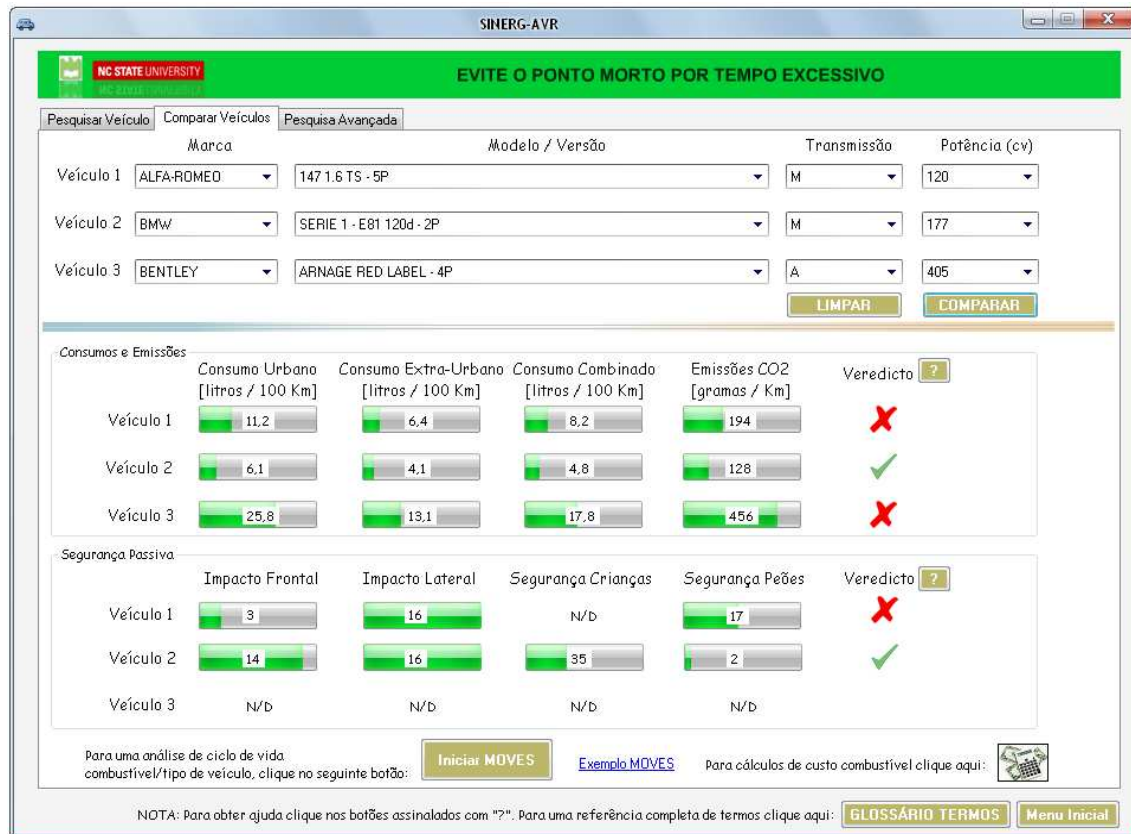 SINERG-AVR
NC STATE UNIVERSITY
EVITE O PONTO MORTO POR TEMPO EXCESSIVO
Pesquisar Veículo Comparar Veículos Pesquisa Avançada
Marca Modelo / Versão Transmissão Potência (cv)
Veículo 1 ALFA-ROMEO 147 1.6 TS - 5P M 120
Veículo 2 BMW SERIE 1 - E81 120d - 2P M 177
Veículo 3 BENTLEY ARNAGE RED LABEL - 4P A 405
LIMPAR COMPARAR
Consumos e Emissões
Consumo Urbano Consumo Extra-Urbano Consumo Combinado Emissões CO2 Veredicto ?
[litros / 100 Km] [litros / 100 Km] [litros / 100 Km] [gramas / Km]
Veículo 1 11,2 6,4 8,2 194
Veículo 2 6,1 4,1 4,8 128
Veículo 3 25,8 13,1 17,8 456
Segurança Passiva
Impacto Frontal Impacto Lateral Segurança Crianças Segurança Peões Veredicto ?
Veículo 1 3 16 N/D 17
Veículo 2 14 16 35 2
Veículo 3 N/D N/D N/D N/D
Para uma análise de ciclo de vida
combustível/tipo de veículo, clique no seguinte botão: Iniciar MOVES Exemplo MOVES Para cálculos de custo combustível clique aqui:
NOTA: Para obter ajuda clique nos botões assinalados com "?". Para uma referência completa de termos clique aqui: GLOSSÁRIO TERMOS Menu Inicial